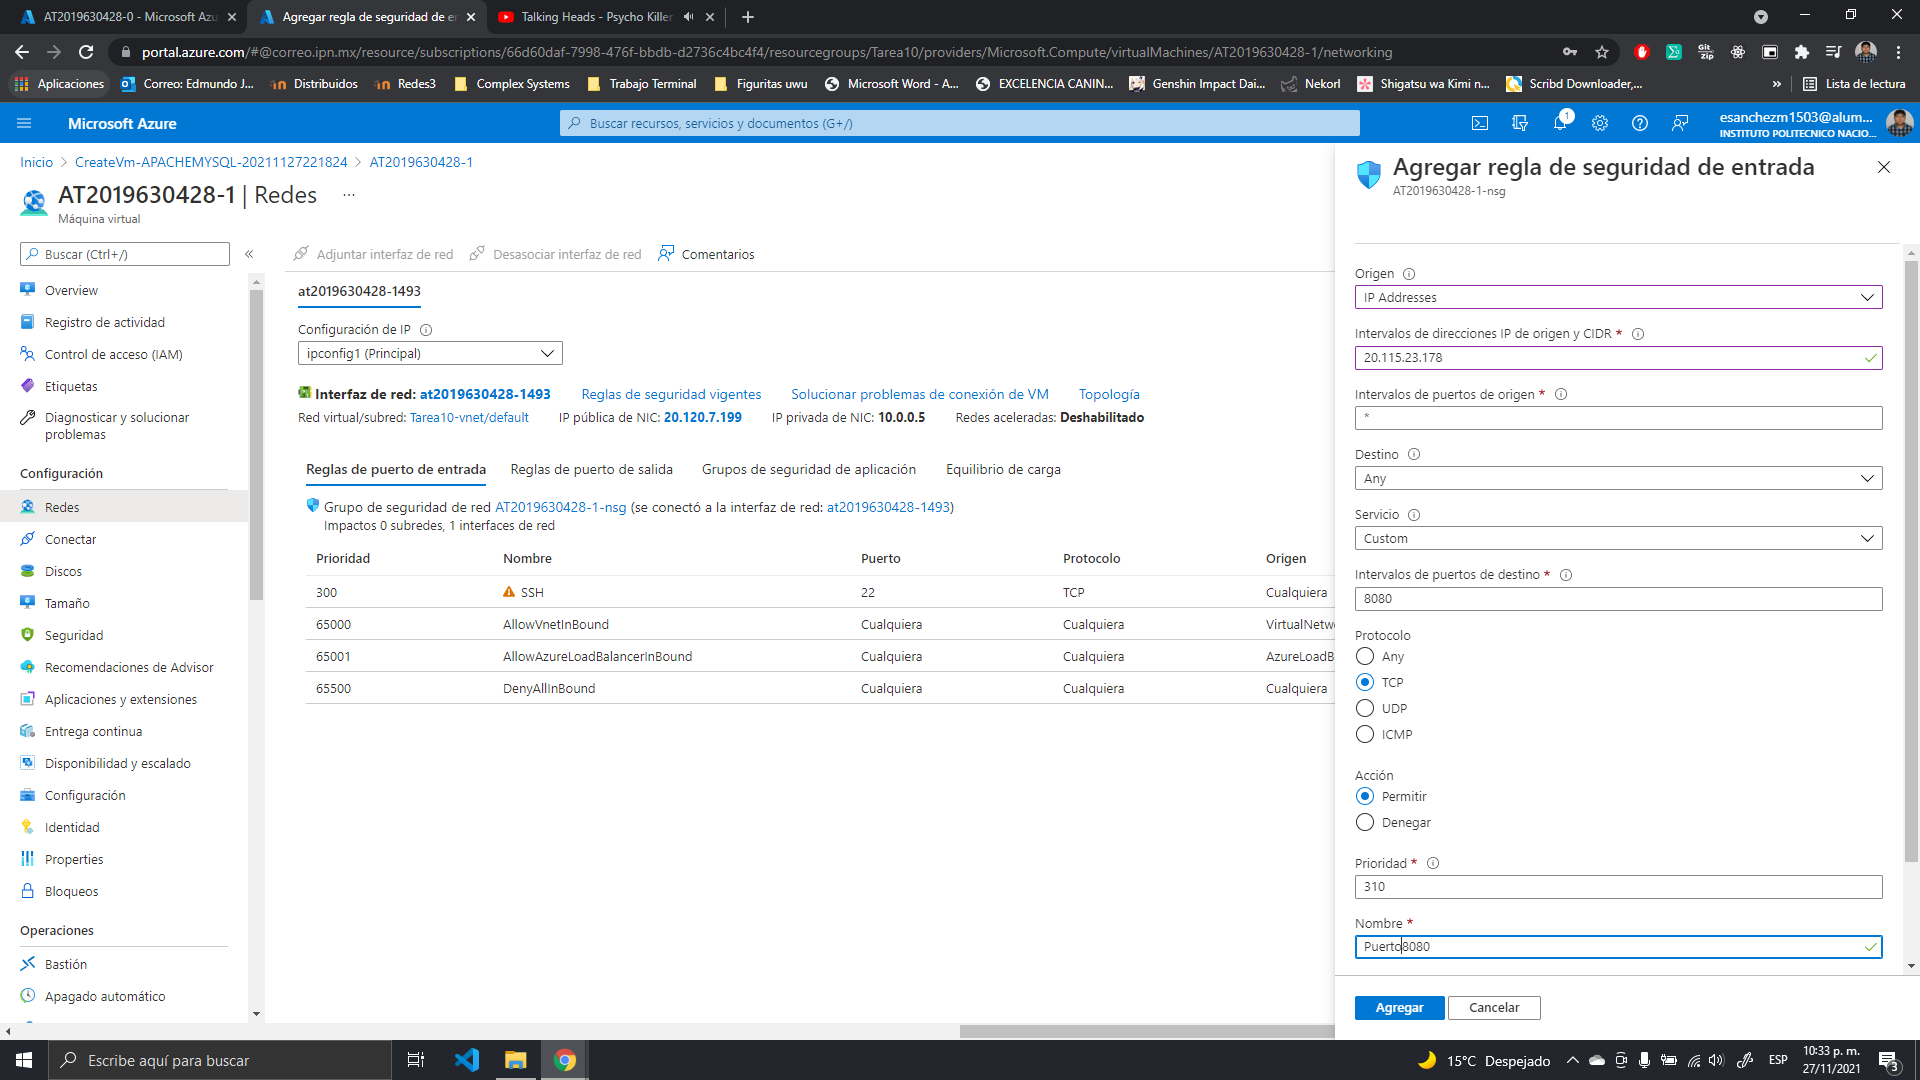 AT2019630428-0 - Microsoft Azu
Agregar regla de seguridad de en
Talking Heads - Psycho Killer
portal.azure.com/#@correo.ipn.mx/resource/subscriptions/66d60daf-7998-476f-bbdb-d2736c4bc4f4/resourcegroups/Tarea10/providers/Microsoft.Compute/virtualMachines/AT2019630428-1/networking
Aplicaciones
Correo: Edmundo J...
Distribuidos
Redes3
Complex Systems
Trabajo Terminal
Figuritas uwu
Microsoft Word - A...
EXCELENCIA CANIN...
Genshin Impact Dai...
Nekorl
Shigatsu wa Kimi n...
Scribd Downloader,...
»
Lista de lectura
Microsoft Azure
Buscar recursos, servicios y documentos (G+/)
1
esanchezm1503@alum...
INSTITUTO POLITECNICO NACIO...
Inicio > CreateVm-APACHEMYSQL-20211127221824 > AT2019630428-1
AT2019630428-1 | Redes ...
Máquina virtual
Buscar (Ctrl+/)
«
Overview
Registro de actividad
Control de acceso (IAM)
Etiquetas
Diagnosticar y solucionar
problemas
Configuración
Redes
Conectar
Discos
Tamaño
Seguridad
Recomendaciones de Advisor
Aplicaciones y extensiones
Entrega continua
Disponibilidad y escalado
Configuración
Identidad
Properties
Bloqueos
Operaciones
Bastión
Apagado automático
Adjuntar interfaz de red
Desasociar interfaz de red
Comentarios
at2019630428-1493
Configuración de IP
ipconfig1 (Principal)
Interfaz de red: at2019630428-1493 Reglas de seguridad vigentes Solucionar problemas de conexión de VM Topología
Red virtual/subred: Tarea10-vnet/default IP pública de NIC: 20.120.7.199 IP privada de NIC: 10.0.0.5 Redes aceleradas: Deshabilitado
Reglas de puerto de entrada Reglas de puerto de salida Grupos de seguridad de aplicación Equilibrio de carga
Grupo de seguridad de red AT2019630428-1-nsg (se conectó a la interfaz de red: at2019630428-1493)
Impactos 0 subredes, 1 interfaces de red
Prioridad Nombre Puerto Protocolo Origen
300 SSH 22 TCP Cualquiera
65000 AllowVnetInBound Cualquiera Cualquiera VirtualNetw
65001 AllowAzureLoadBalancerInBound Cualquiera Cualquiera AzureLoadB
65500 DenyAllInBound Cualquiera Cualquiera Cualquiera
Agregar regla de seguridad de entrada
AT2019630428-1-nsg
Origen
IP Addresses
Intervalos de direcciones IP de origen y CIDR *
20.115.23.178
Intervalos de puertos de origen *
*
Destino
Any
Servicio
Custom
Intervalos de puertos de destino *
8080
Protocolo
Any
TCP
UDP
ICMP
Acción
Permitir
Denegar
Prioridad *
310
Nombre *
Puerto8080
Agregar
Cancelar
Escribe aquí para buscar
15°C Despejado
ESP
10:33 p. m.
27/11/2021
3